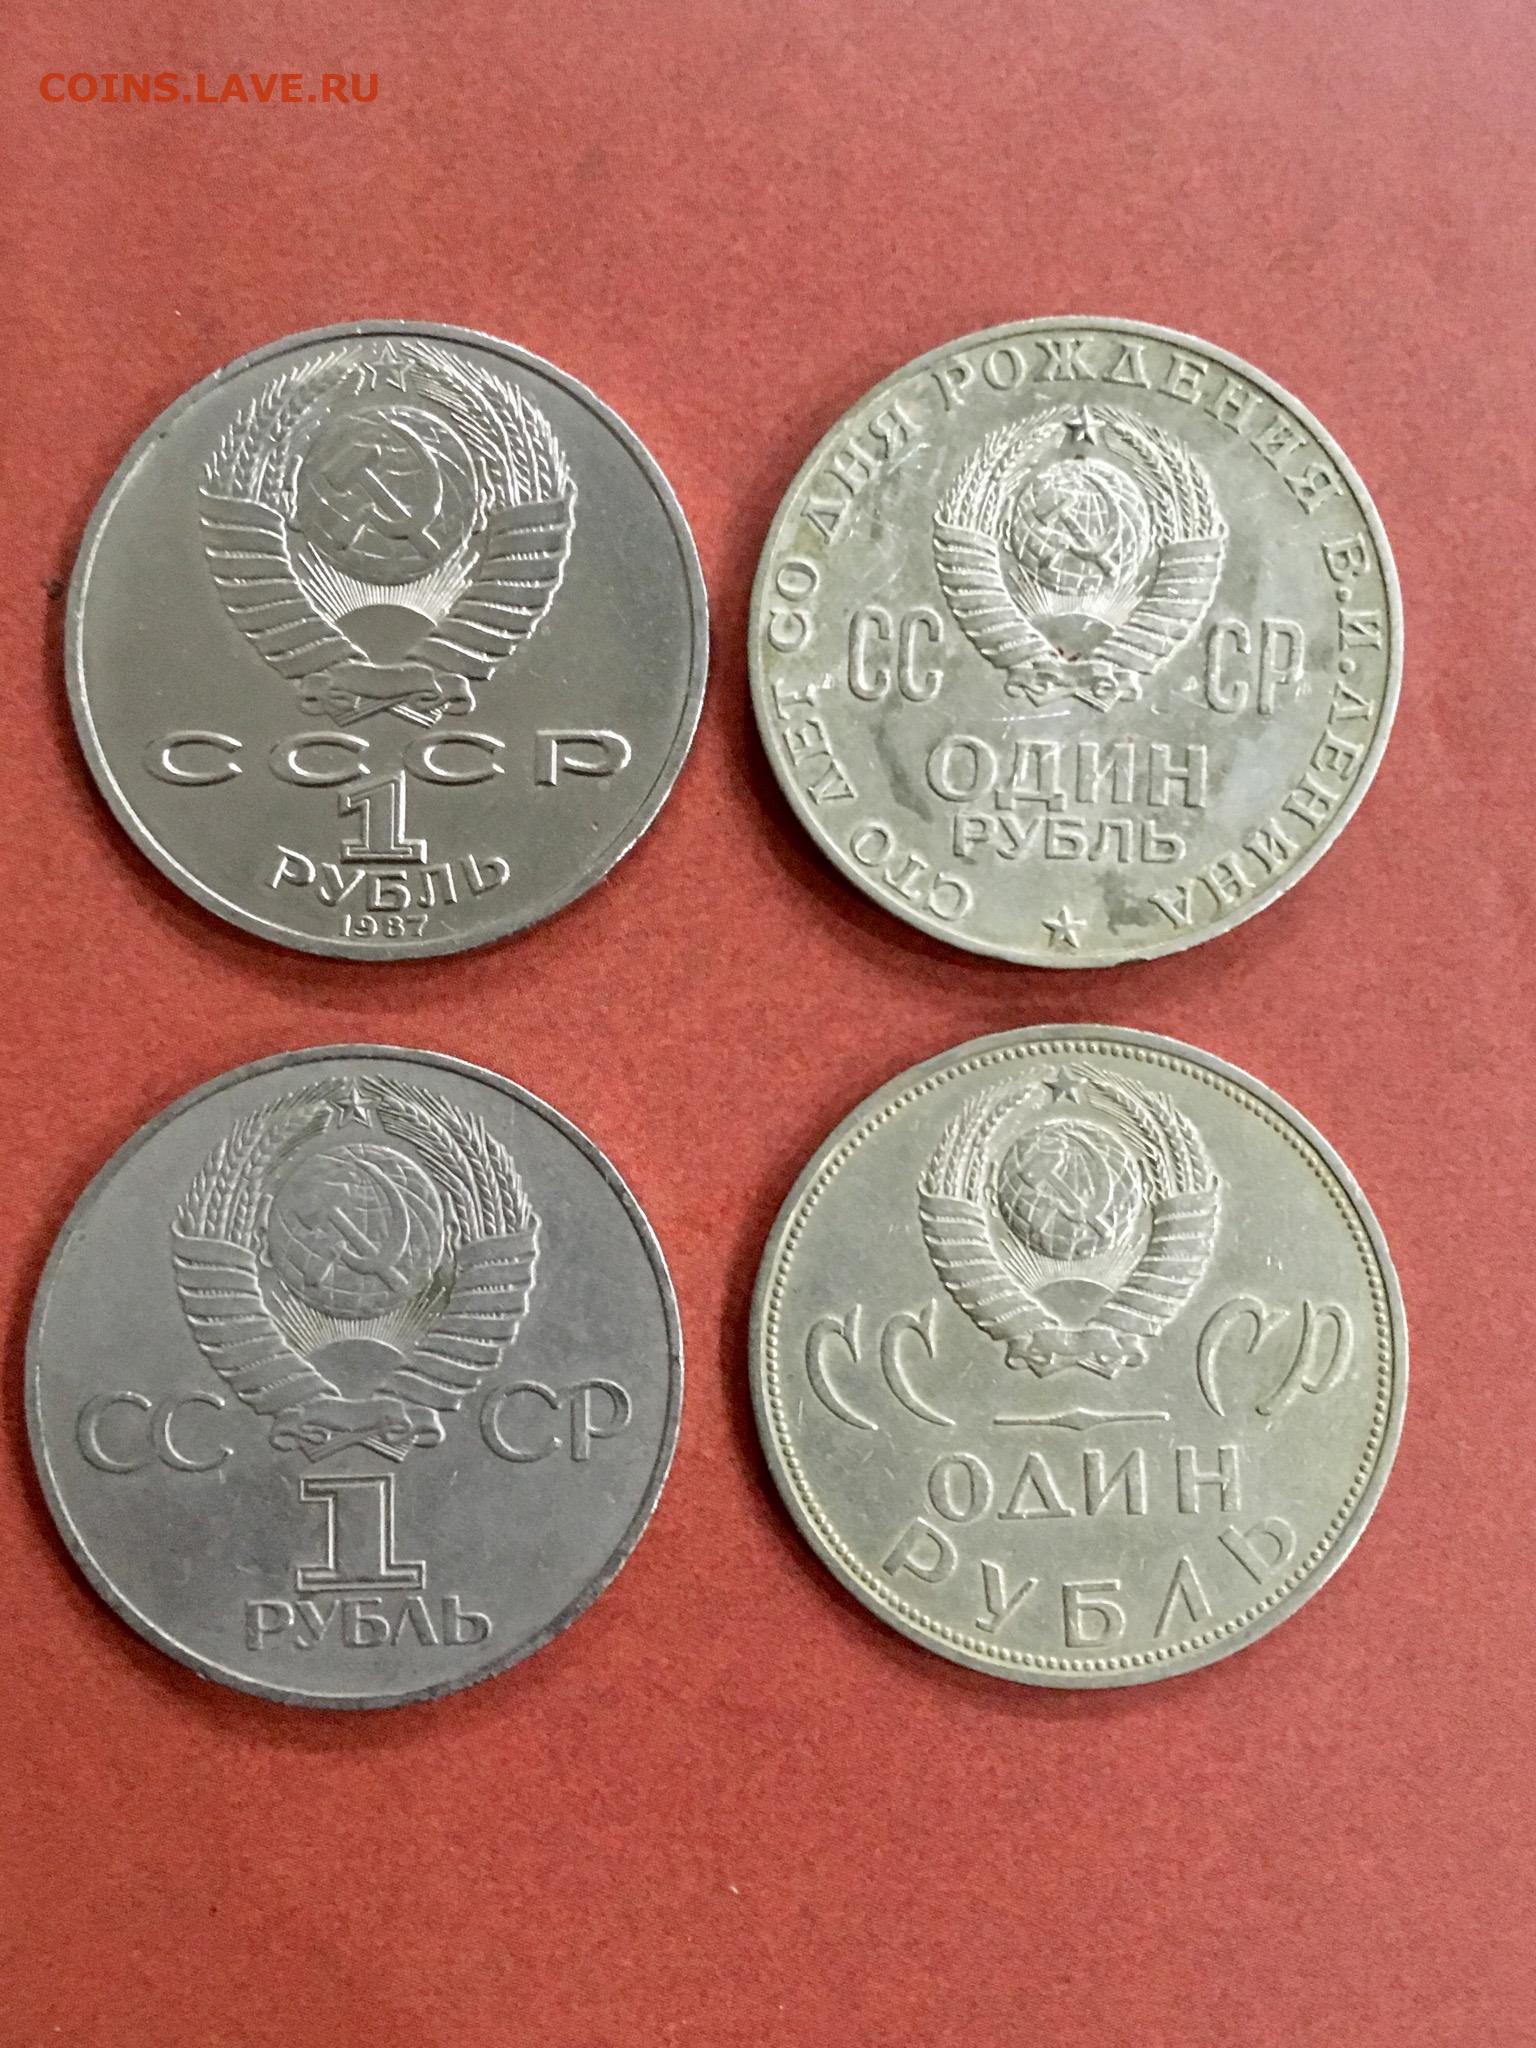 COINS.LAVE.RU
СССР
1
РУБЛЬ
1987
СТО ЛЕТ СО ДНЯ РОЖДЕНИЯ В.И.ЛЕНИНА
СС СР
ОДИН
РУБЛЬ
СС СР
1
РУБЛЬ
СС СР
ОДИН
РУБЛЬ